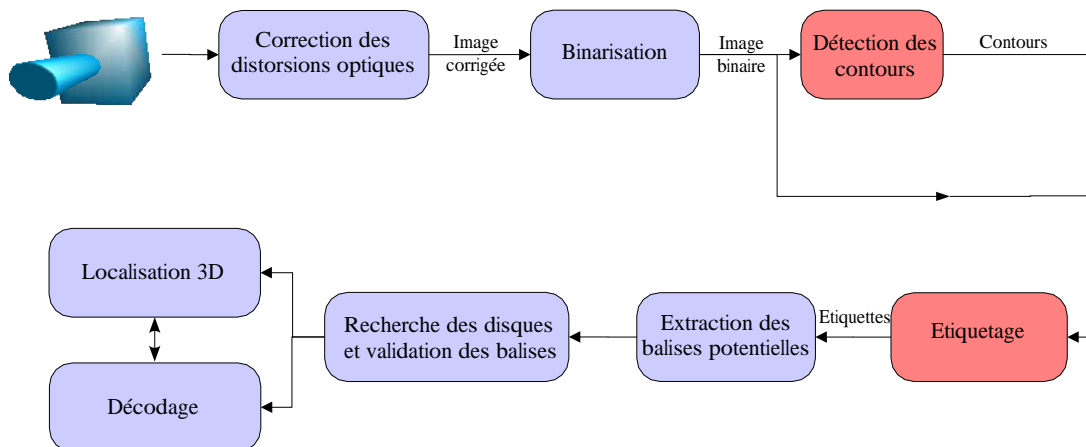 Correction des
distorsions optiques
Image
corrigée
Binarisation
Image
binaire
Détection des
contours
Contours
Localisation 3D
Décodage
Recherche des disques
et validation des balises
Extraction des
balises potentielles
Etiquettes
Etiquetage